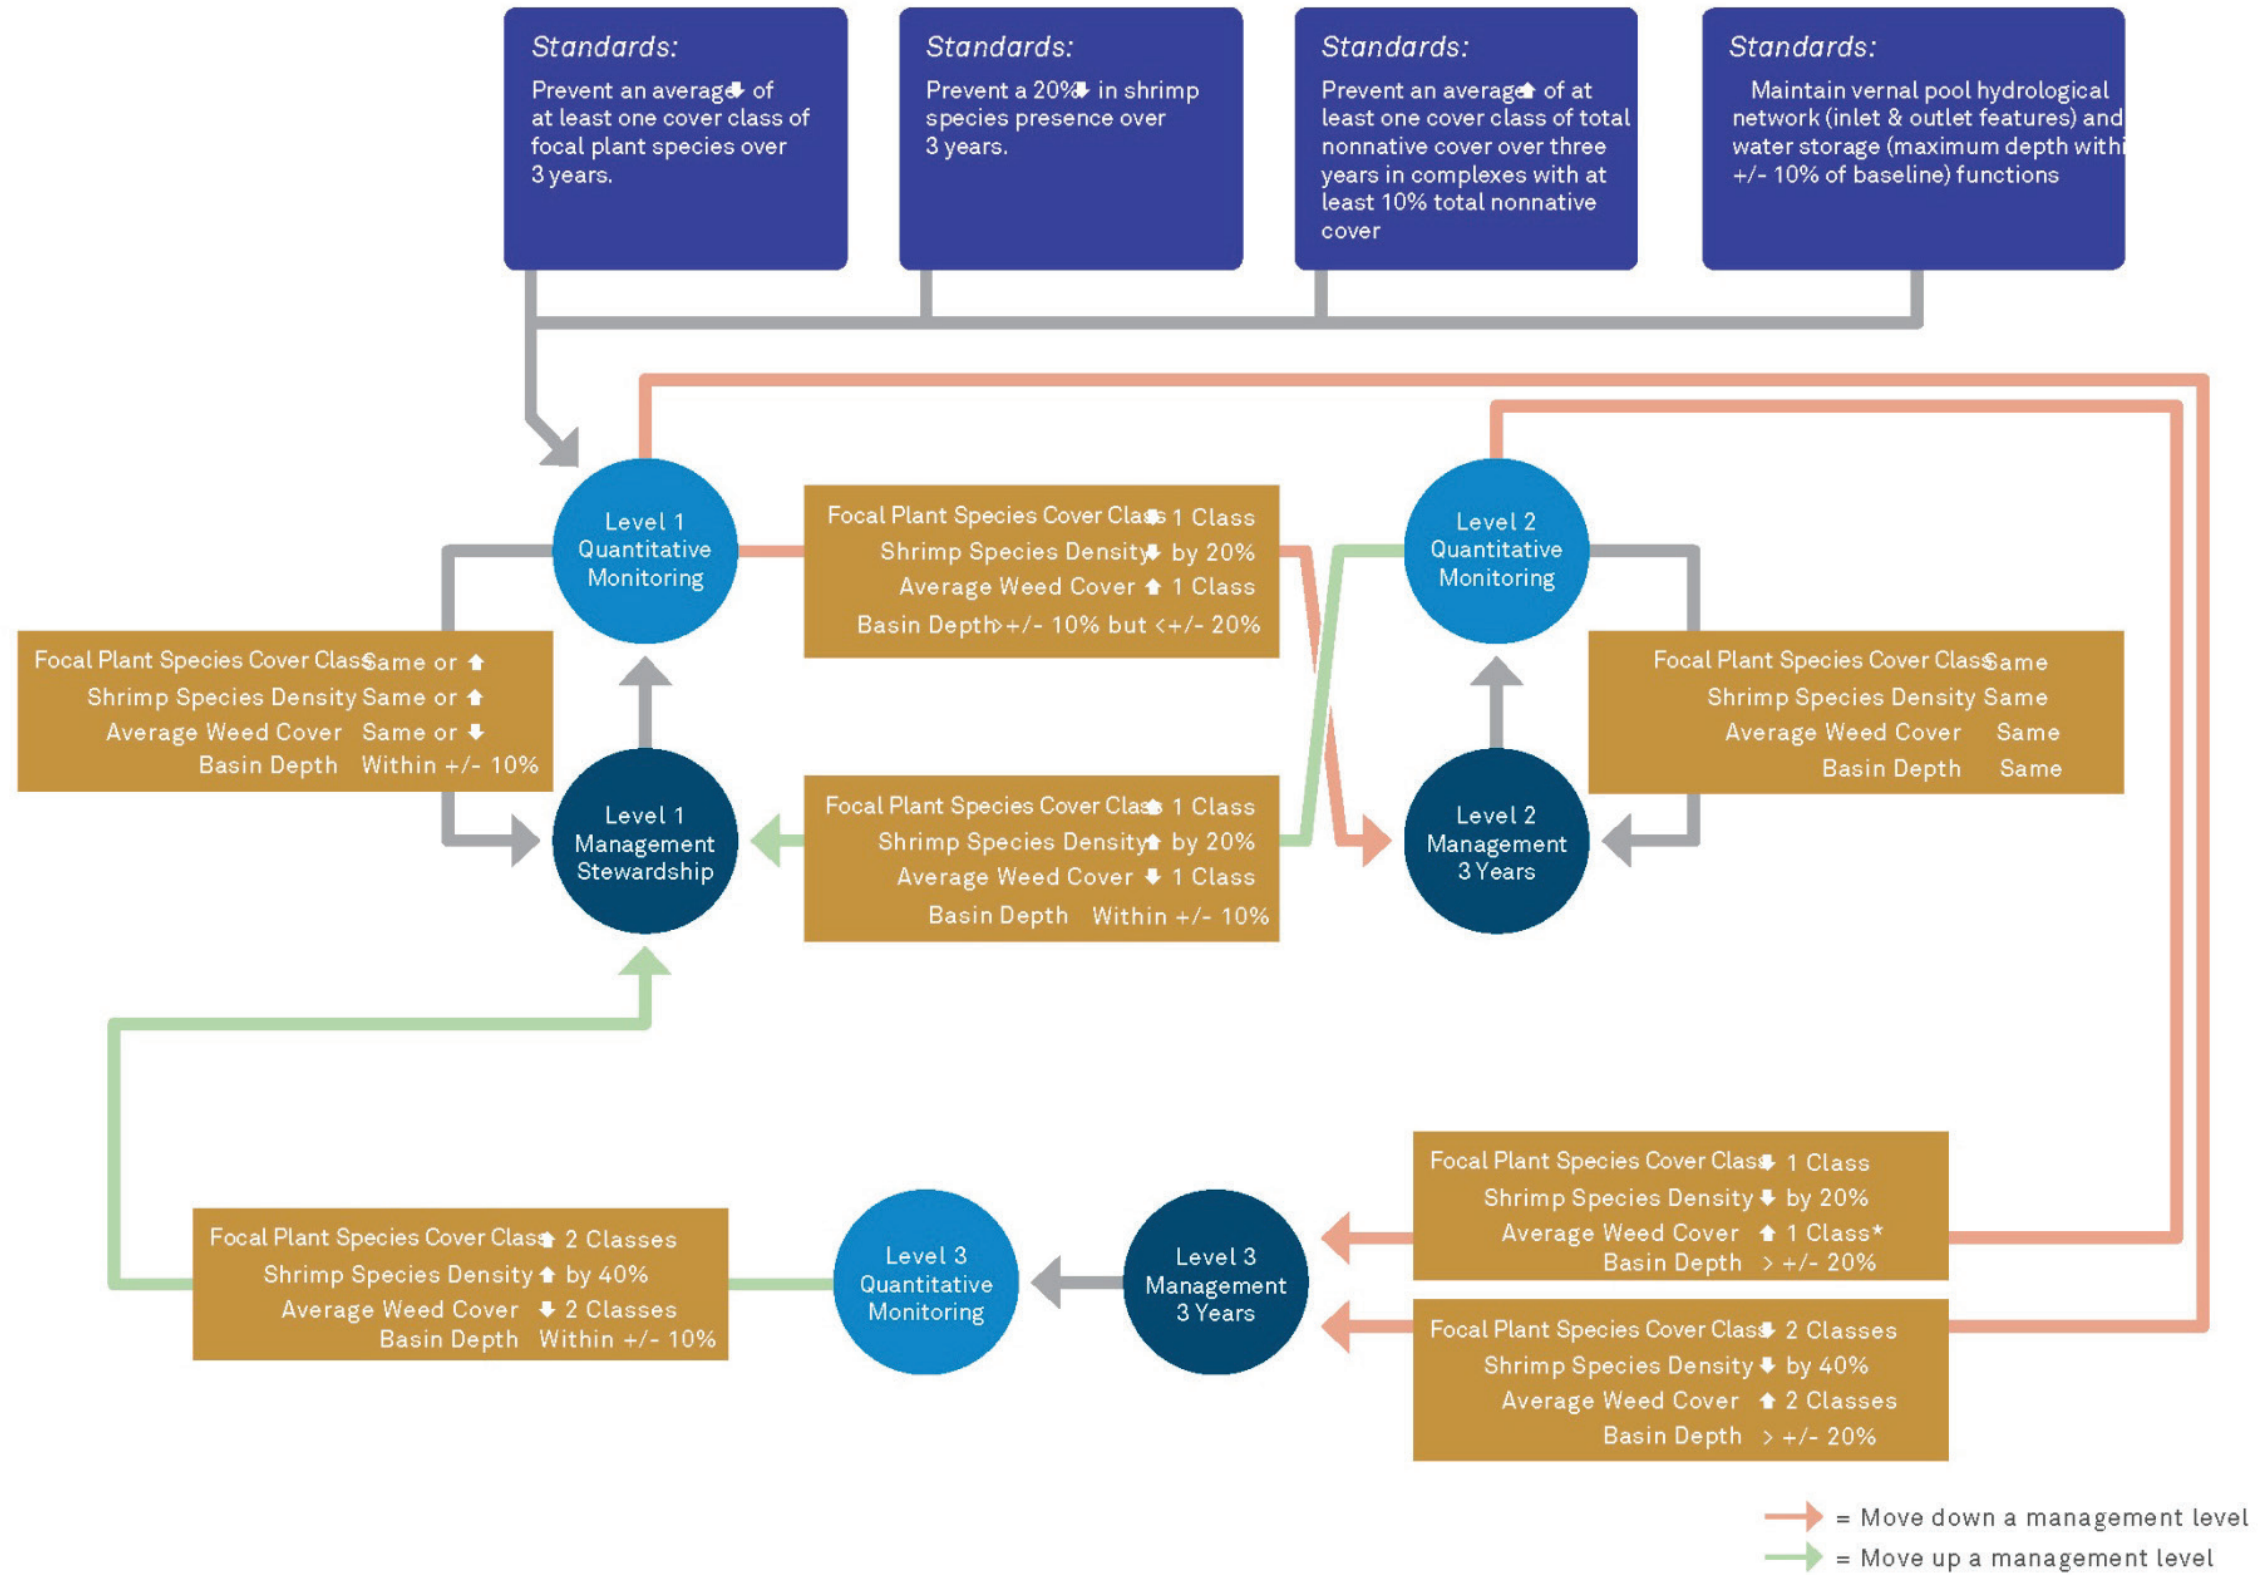 Standards:
Prevent an average⬇ of
at least one cover class of
focal plant species over
3 years.
Standards:
Prevent a 20%⬇ in shrimp
species presence over
3 years.
Standards:
Prevent an average⬆ of at
least one cover class of total
nonnative cover over three
years in complexes with at
least 10% total nonnative
cover
Standards:
Maintain vernal pool hydrological
network (inlet & outlet features) and
water storage (maximum depth withi
+/- 10% of baseline) functions
Level 1
Quantitative
Monitoring
Focal Plant Species Cover Class ⬇ 1 Class
Shrimp Species Density ⬇ by 20%
Average Weed Cover ⬆ 1 Class
Basin Depth >+/- 10% but <+/- 20%
Level 2
Quantitative
Monitoring
Focal Plant Species Cover Class Same or ⬆
Shrimp Species Density Same or ⬆
Average Weed Cover Same or ⬇
Basin Depth Within +/- 10%
Focal Plant Species Cover Class Same
Shrimp Species Density Same
Average Weed Cover Same
Basin Depth Same
Level 1
Management
Stewardship
Focal Plant Species Cover Class ⬆ 1 Class
Shrimp Species Density ⬆ by 20%
Average Weed Cover ⬇ 1 Class
Basin Depth Within +/- 10%
Level 2
Management
3 Years
Focal Plant Species Cover Class ⬆ 2 Classes
Shrimp Species Density ⬆ by 40%
Average Weed Cover ⬇ 2 Classes
Basin Depth Within +/- 10%
Level 3
Quantitative
Monitoring
Level 3
Management
3 Years
Focal Plant Species Cover Class ⬇ 1 Class
Shrimp Species Density ⬇ by 20%
Average Weed Cover ⬆ 1 Class*
Basin Depth > +/- 20%
Focal Plant Species Cover Class ⬇ 2 Classes
Shrimp Species Density ⬇ by 40%
Average Weed Cover ⬆ 2 Classes
Basin Depth > +/- 20%
= Move down a management level
= Move up a management level